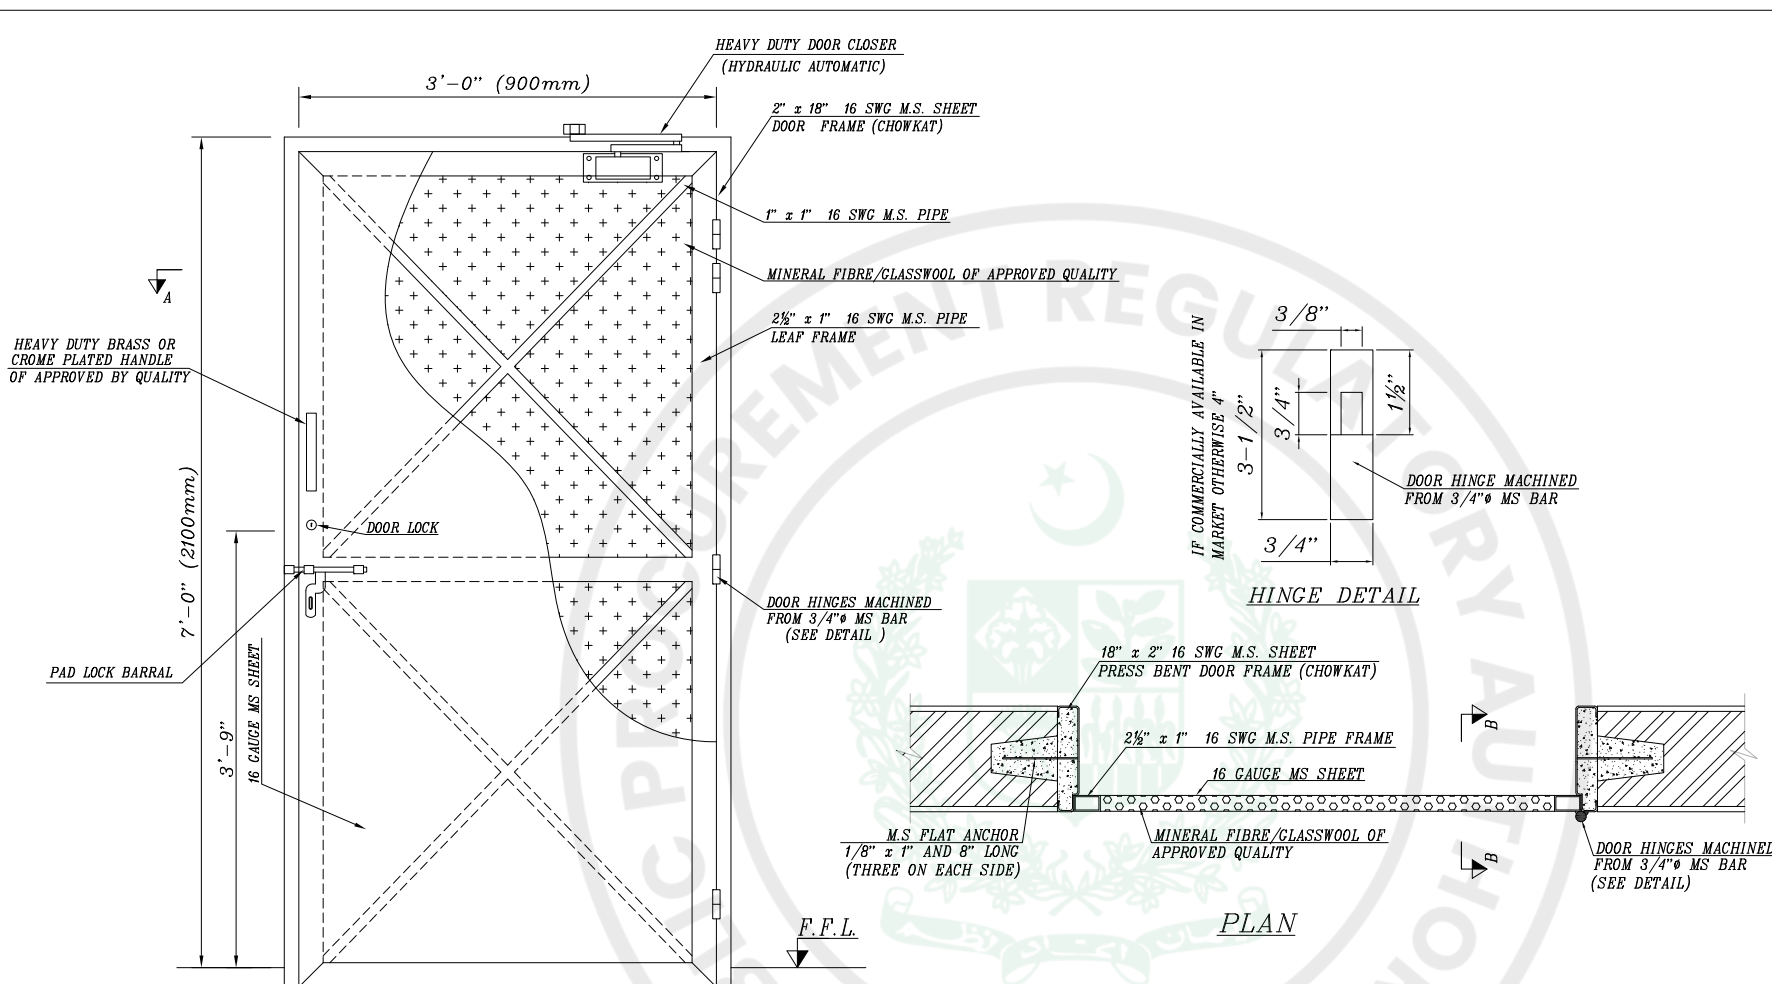 HEAVY DUTY DOOR CLOSER
(HYDRAULIC AUTOMATIC)
3'-0" (900mm)
2" x 18" 16 SWG M.S. SHEET
DOOR FRAME (CHOWKAT)
1" x 1" 16 SWG M.S. PIPE
MINERAL FIBRE/GLASSWOOL OF APPROVED QUALITY
A
2½" x 1" 16 SWG M.S. PIPE
LEAF FRAME
HEAVY DUTY BRASS OR
CROME PLATED HANDLE
OF APPROVED BY QUALITY
7'-0" (2100mm)
DOOR LOCK
DOOR HINGES MACHINED
FROM 3/4"ø MS BAR
(SEE DETAIL )
PAD LOCK BARRAL
3'-9"
16 GAUGE MS SHEET
F.F.L.
IF COMMERCIALLY AVAILABLE IN
MARKET OTHERWISE 4"
3/8"
3-1/2"
3/4"
1½"
DOOR HINGE MACHINED
FROM 3/4"ø MS BAR
3/4"
HINGE DETAIL
18" x 2" 16 SWG M.S. SHEET
PRESS BENT DOOR FRAME (CHOWKAT)
B
2½" x 1" 16 SWG M.S. PIPE FRAME
16 GAUGE MS SHEET
M.S FLAT ANCHOR
1/8" x 1" AND 8" LONG
(THREE ON EACH SIDE)
MINERAL FIBRE/GLASSWOOL OF
APPROVED QUALITY
B
DOOR HINGES MACHINED
FROM 3/4"ø MS BAR
(SEE DETAIL)
PLAN
PROCUREMENT REGULATORY